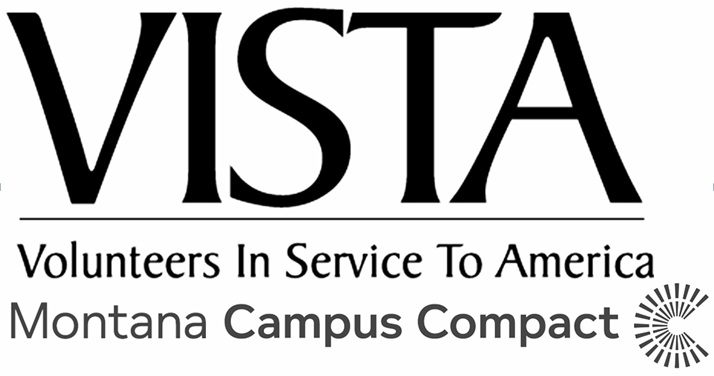 VISTA
Volunteers In Service To America
Montana Campus Compact